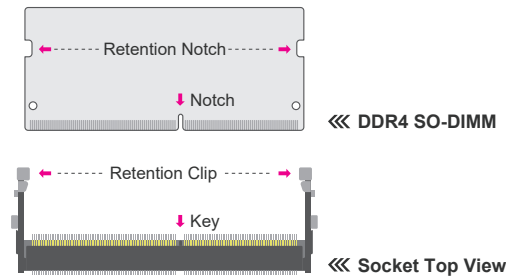 Retention Notch
Notch
DDR4 SO-DIMM
Retention Clip
Key
Socket Top View